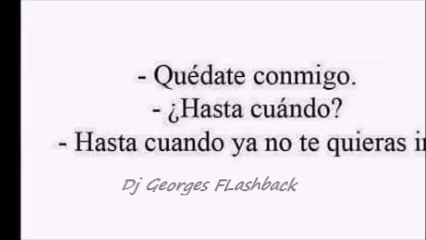 - Quédate conmigo.
- ¿Hasta cuándo?
- Hasta cuando ya no te quieras i
Dj Georges FLashback